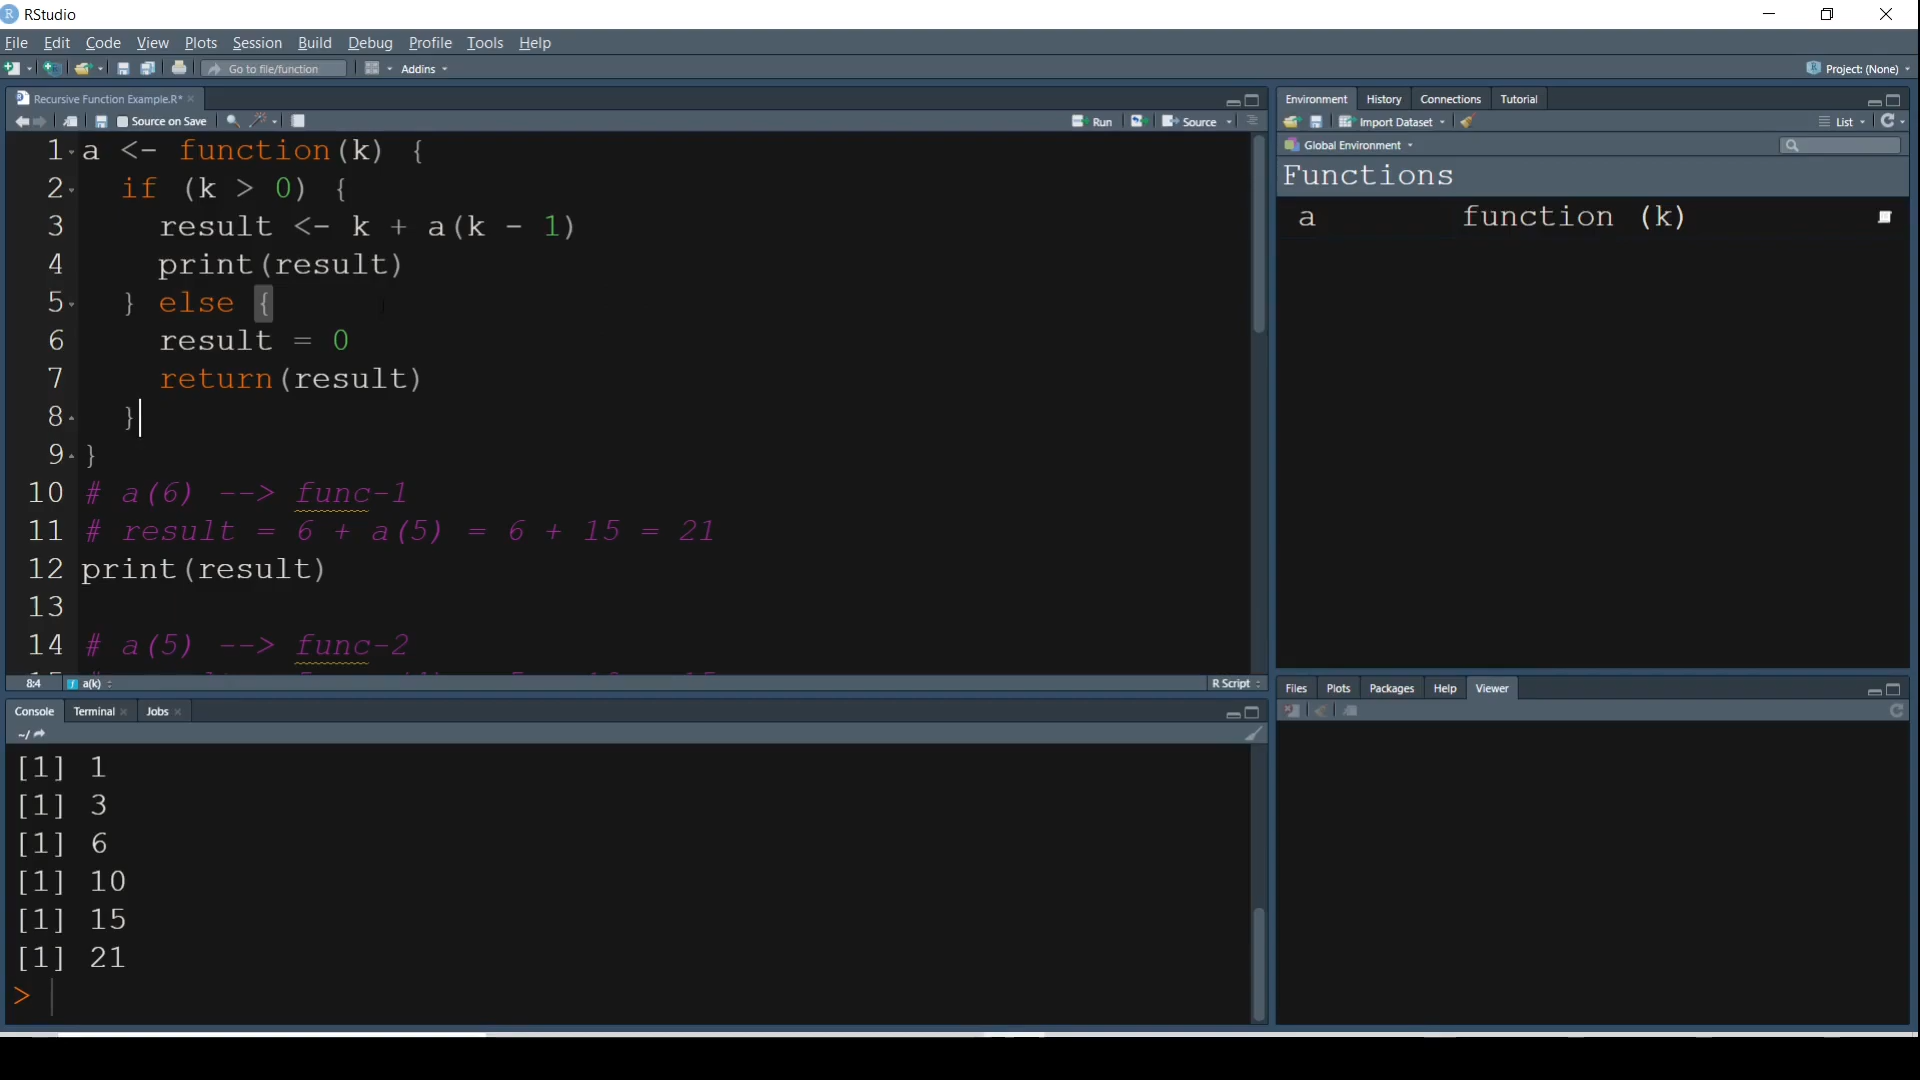 RStudio
File Edit Code View Plots Session Build Debug Profile Tools Help
Go to file/function Addins Project: (None)
Recursive Function Example.R*
Source on Save Run Source
1 a <- function(k) {
2 if (k > 0) {
3 result <- k + a(k - 1)
4 print(result)
5 } else {
6 result = 0
7 return(result)
8 }
9 }
10 # a(6) --> func-1
11 # result = 6 + a(5) = 6 + 15 = 21
12 print(result)
13
14 # a(5) --> func-2
8:4 a(k) R Script
Console Terminal Jobs
~/
[1] 1
[1] 3
[1] 6
[1] 10
[1] 15
[1] 21
>
Environment History Connections Tutorial
Import Dataset List
Global Environment
Functions
a function (k)
Files Plots Packages Help Viewer